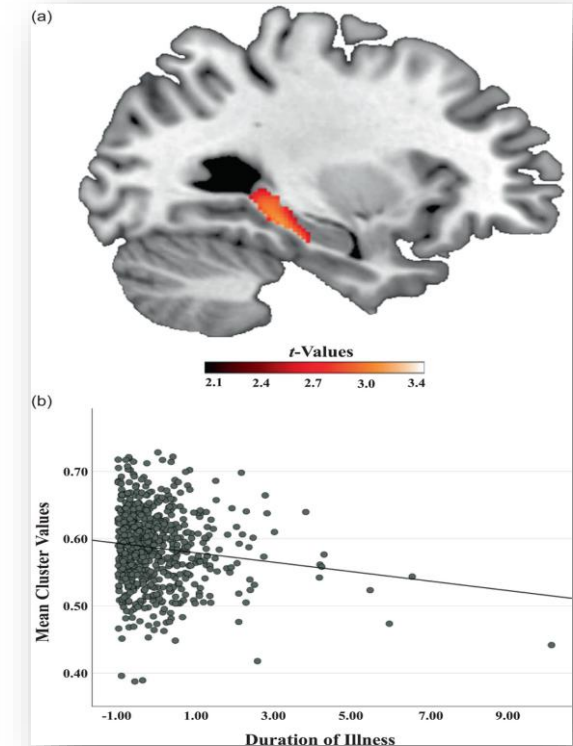 (a)
t-Values
2.1 2.4 2.7 3.0 3.4
(b)
Mean Cluster Values
0.70
0.60
0.50
0.40
-1.00 1.00 3.00 5.00 7.00 9.00
Duration of Illness